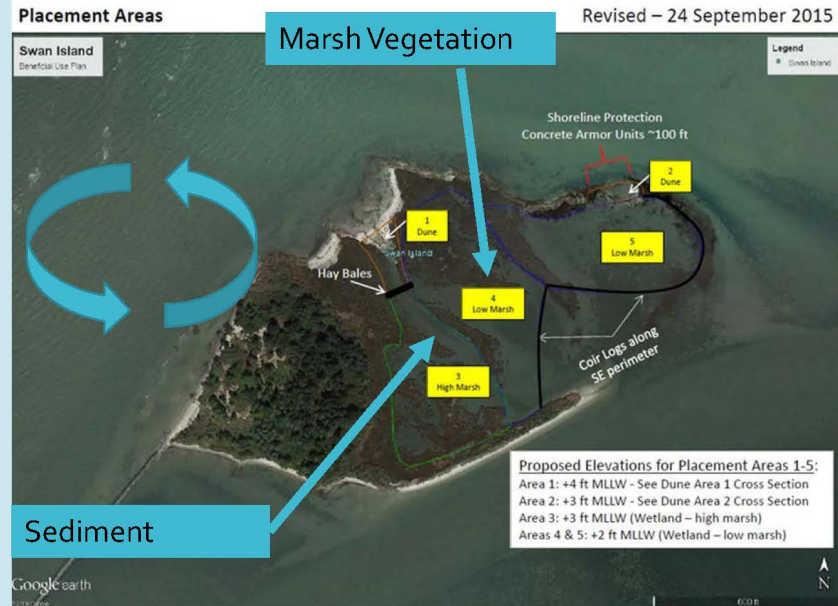 Placement Areas
Revised – 24 September 2015
Swan Island
Beneficial Use Plan
Marsh Vegetation
Legend
Swan Island
Shoreline Protection
Concrete Armor Units ~100 ft
2
Dune
1
Dune
Swan Island
5
Low Marsh
Hay Bales
4
Low Marsh
Coir Logs along
SE perimeter
3
High Marsh
Proposed Elevations for Placement Areas 1-5:
Area 1: +4 ft MLLW - See Dune Area 1 Cross Section
Area 2: +3 ft MLLW - See Dune Area 2 Cross Section
Area 3: +3 ft MLLW (Wetland – high marsh)
Areas 4 & 5: +2 ft MLLW (Wetland – low marsh)
Sediment
Google earth
N
600 ft